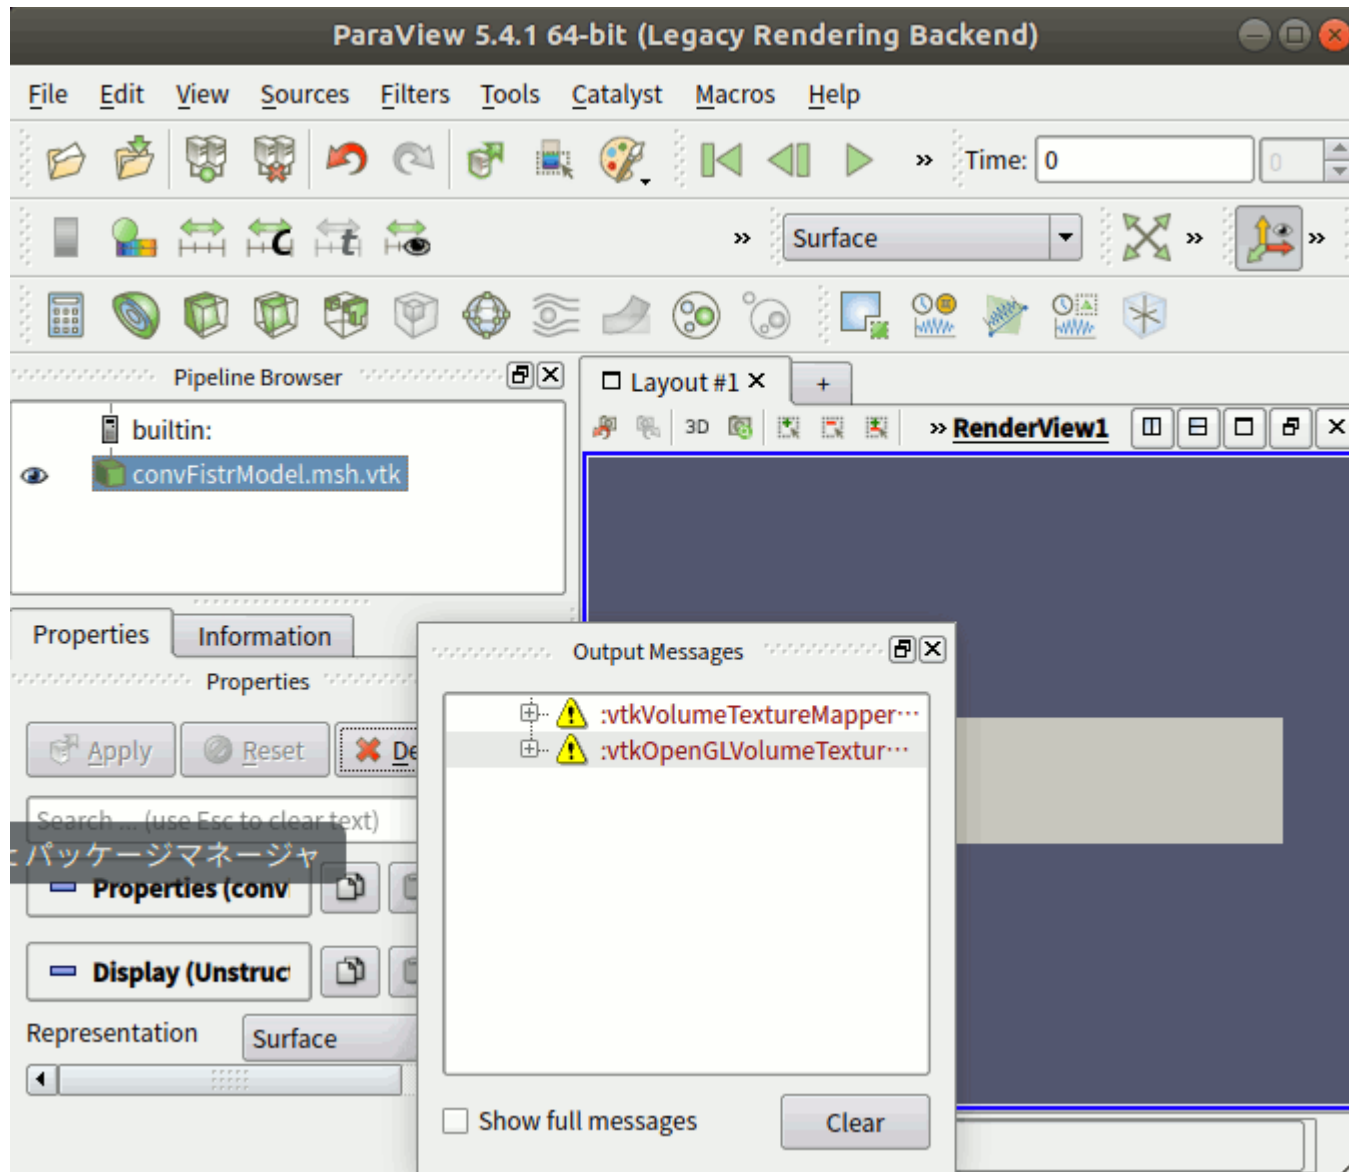 ParaView 5.4.1 64-bit (Legacy Rendering Backend)
File Edit View Sources Filters Tools Catalyst Macros Help
» Time: 0 0
C t » Surface » »
Pipeline Browser
Layout #1 +
builtin:
3D » RenderView1
convFistrModel.msh.vtk
Properties Information
Output Messages
Properties
:vtkVolumeTextureMapper…
Apply Reset De
:vtkOpenGLVolumeTextur…
Search ... (use Esc to clear text)
パッケージマネージャ
Properties (conv
Display (Unstruc
Representation Surface
Show full messages Clear